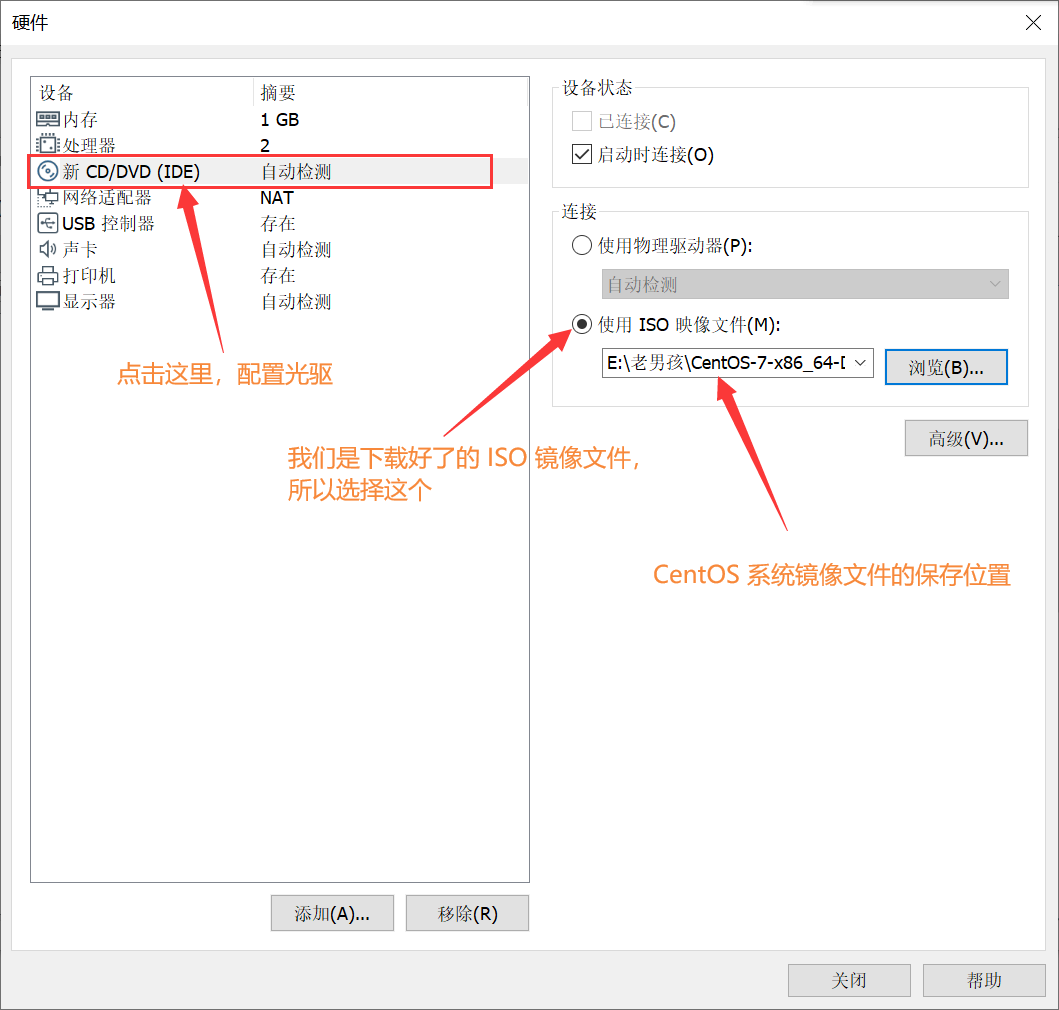 硬件
设备 摘要
内存 1 GB
处理器 2
新 CD/DVD (IDE) 自动检测
网络适配器 NAT
USB 控制器 存在
声卡 自动检测
打印机 存在
显示器 自动检测
点击这里，配置光驱
设备状态
已连接(C)
启动时连接(O)
连接
使用物理驱动器(P):
自动检测
使用 ISO 映像文件(M):
E:\老男孩\CentOS-7-x86_64-D
浏览(B)...
高级(V)...
我们是下载好了的 ISO 镜像文件，
所以选择这个
CentOS 系统镜像文件的保存位置
添加(A)... 移除(R)
关闭 帮助